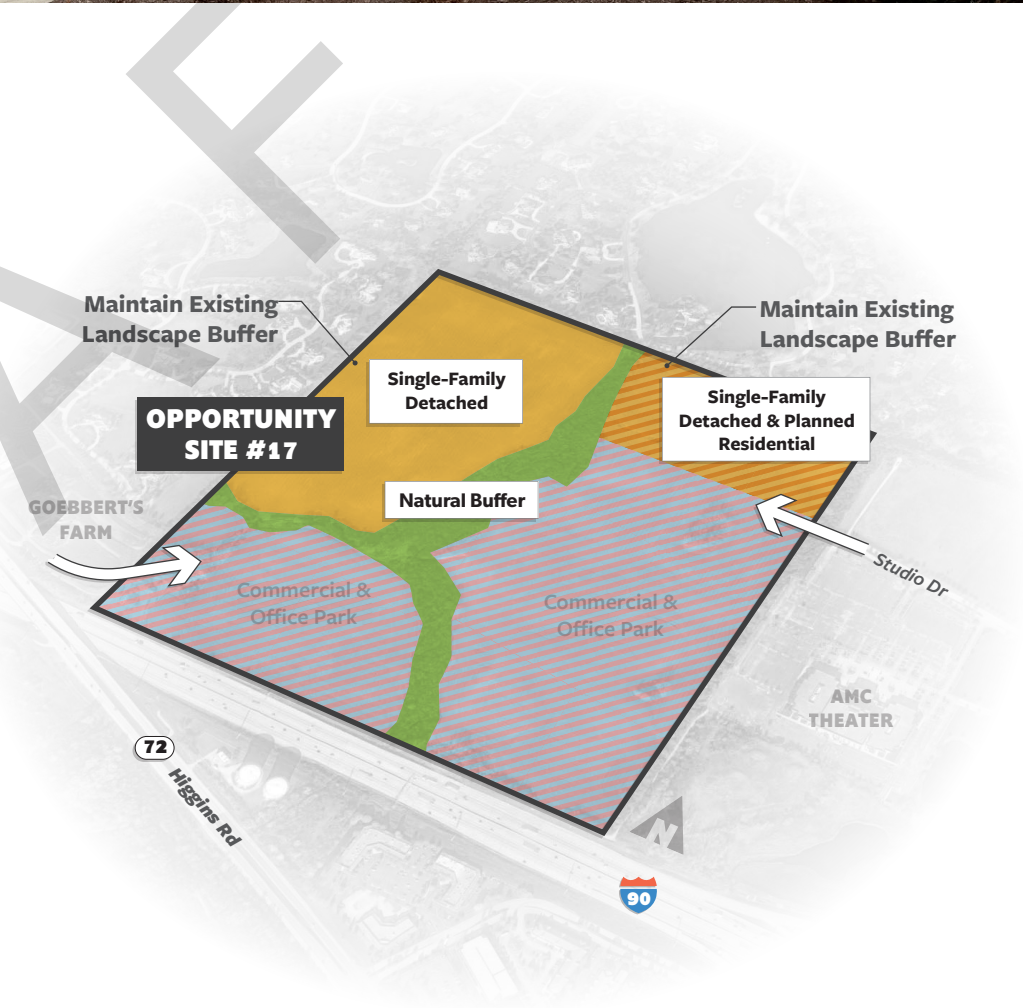 Maintain Existing
Landscape Buffer
Maintain Existing
Landscape Buffer
Single-Family
Detached
Single-Family
Detached & Planned
Residential
OPPORTUNITY
SITE #17
Natural Buffer
GOEBBERT'S
FARM
Studio Dr
Commercial &
Office Park
Commercial &
Office Park
AMC
THEATER
72
Higgins Rd
N
90